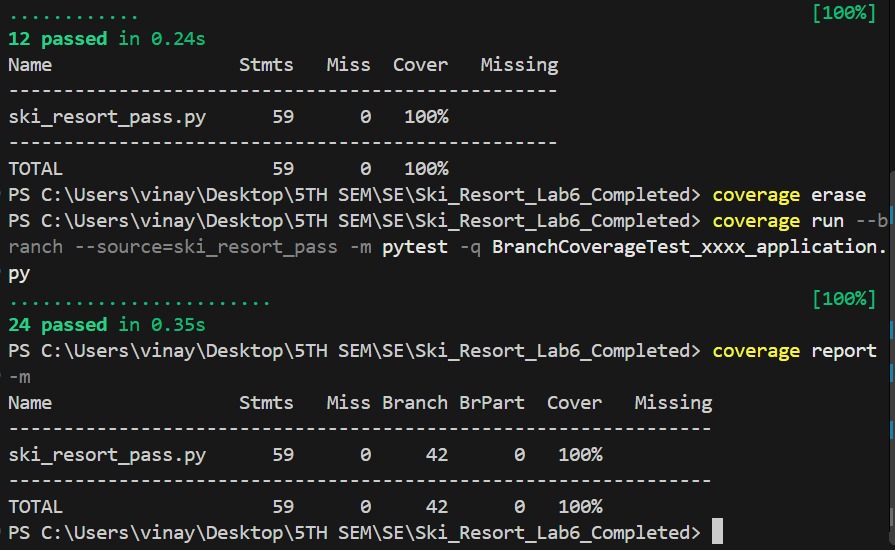 ............ [100%]
12 passed in 0.24s
Name Stmts Miss Cover Missing
-----------------------------------------------------
ski_resort_pass.py 59 0 100%
-----------------------------------------------------
TOTAL 59 0 100%
PS C:\Users\vinay\Desktop\5TH SEM\SE\Ski_Resort_Lab6_Completed> coverage erase
PS C:\Users\vinay\Desktop\5TH SEM\SE\Ski_Resort_Lab6_Completed> coverage run --b
ranch --source=ski_resort_pass -m pytest -q BranchCoverageTest_xxxx_application.
py
........................ [100%]
24 passed in 0.35s
PS C:\Users\vinay\Desktop\5TH SEM\SE\Ski_Resort_Lab6_Completed> coverage report
-m
Name Stmts Miss Branch BrPart Cover Missing
--------------------------------------------------------------------
ski_resort_pass.py 59 0 42 0 100%
--------------------------------------------------------------------
TOTAL 59 0 42 0 100%
PS C:\Users\vinay\Desktop\5TH SEM\SE\Ski_Resort_Lab6_Completed>